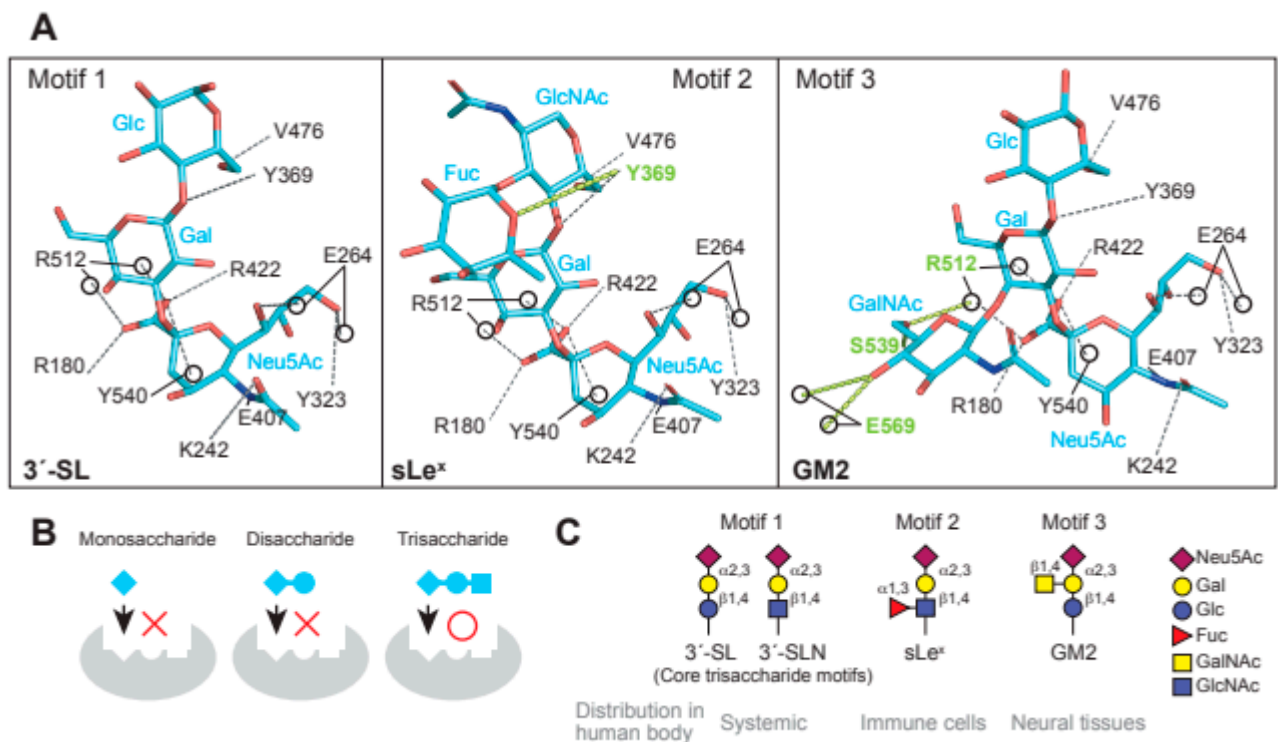 A
Motif 1
Glc
V476
Y369
Gal
R512
R422
E264
R180
Neu5Ac
Y540
Y323
E407
K242
3´-SL
Motif 2
GlcNAc
V476
Fuc
Y369
Gal
E264
R422
R512
Neu5Ac
Y323
R180
Y540
E407
K242
sLeˣ
Motif 3
V476
Glc
Y369
Gal
R422
E264
R512
GalNAc
S539
Y323
E407
R180
Y540
E569
Neu5Ac
K242
GM2
B
Monosaccharide
Disaccharide
Trisaccharide
C
Motif 1
Motif 2
Motif 3
α2,3
α2,3
α2,3
β1,4
α2,3
β1,4
β1,4
α1,3
β1,4
β1,4
3´-SL
3´-SLN
sLeˣ
GM2
(Core trisaccharide motifs)
Neu5Ac
Gal
Glc
Fuc
GalNAc
GlcNAc
Distribution in
human body
Systemic
Immune cells
Neural tissues